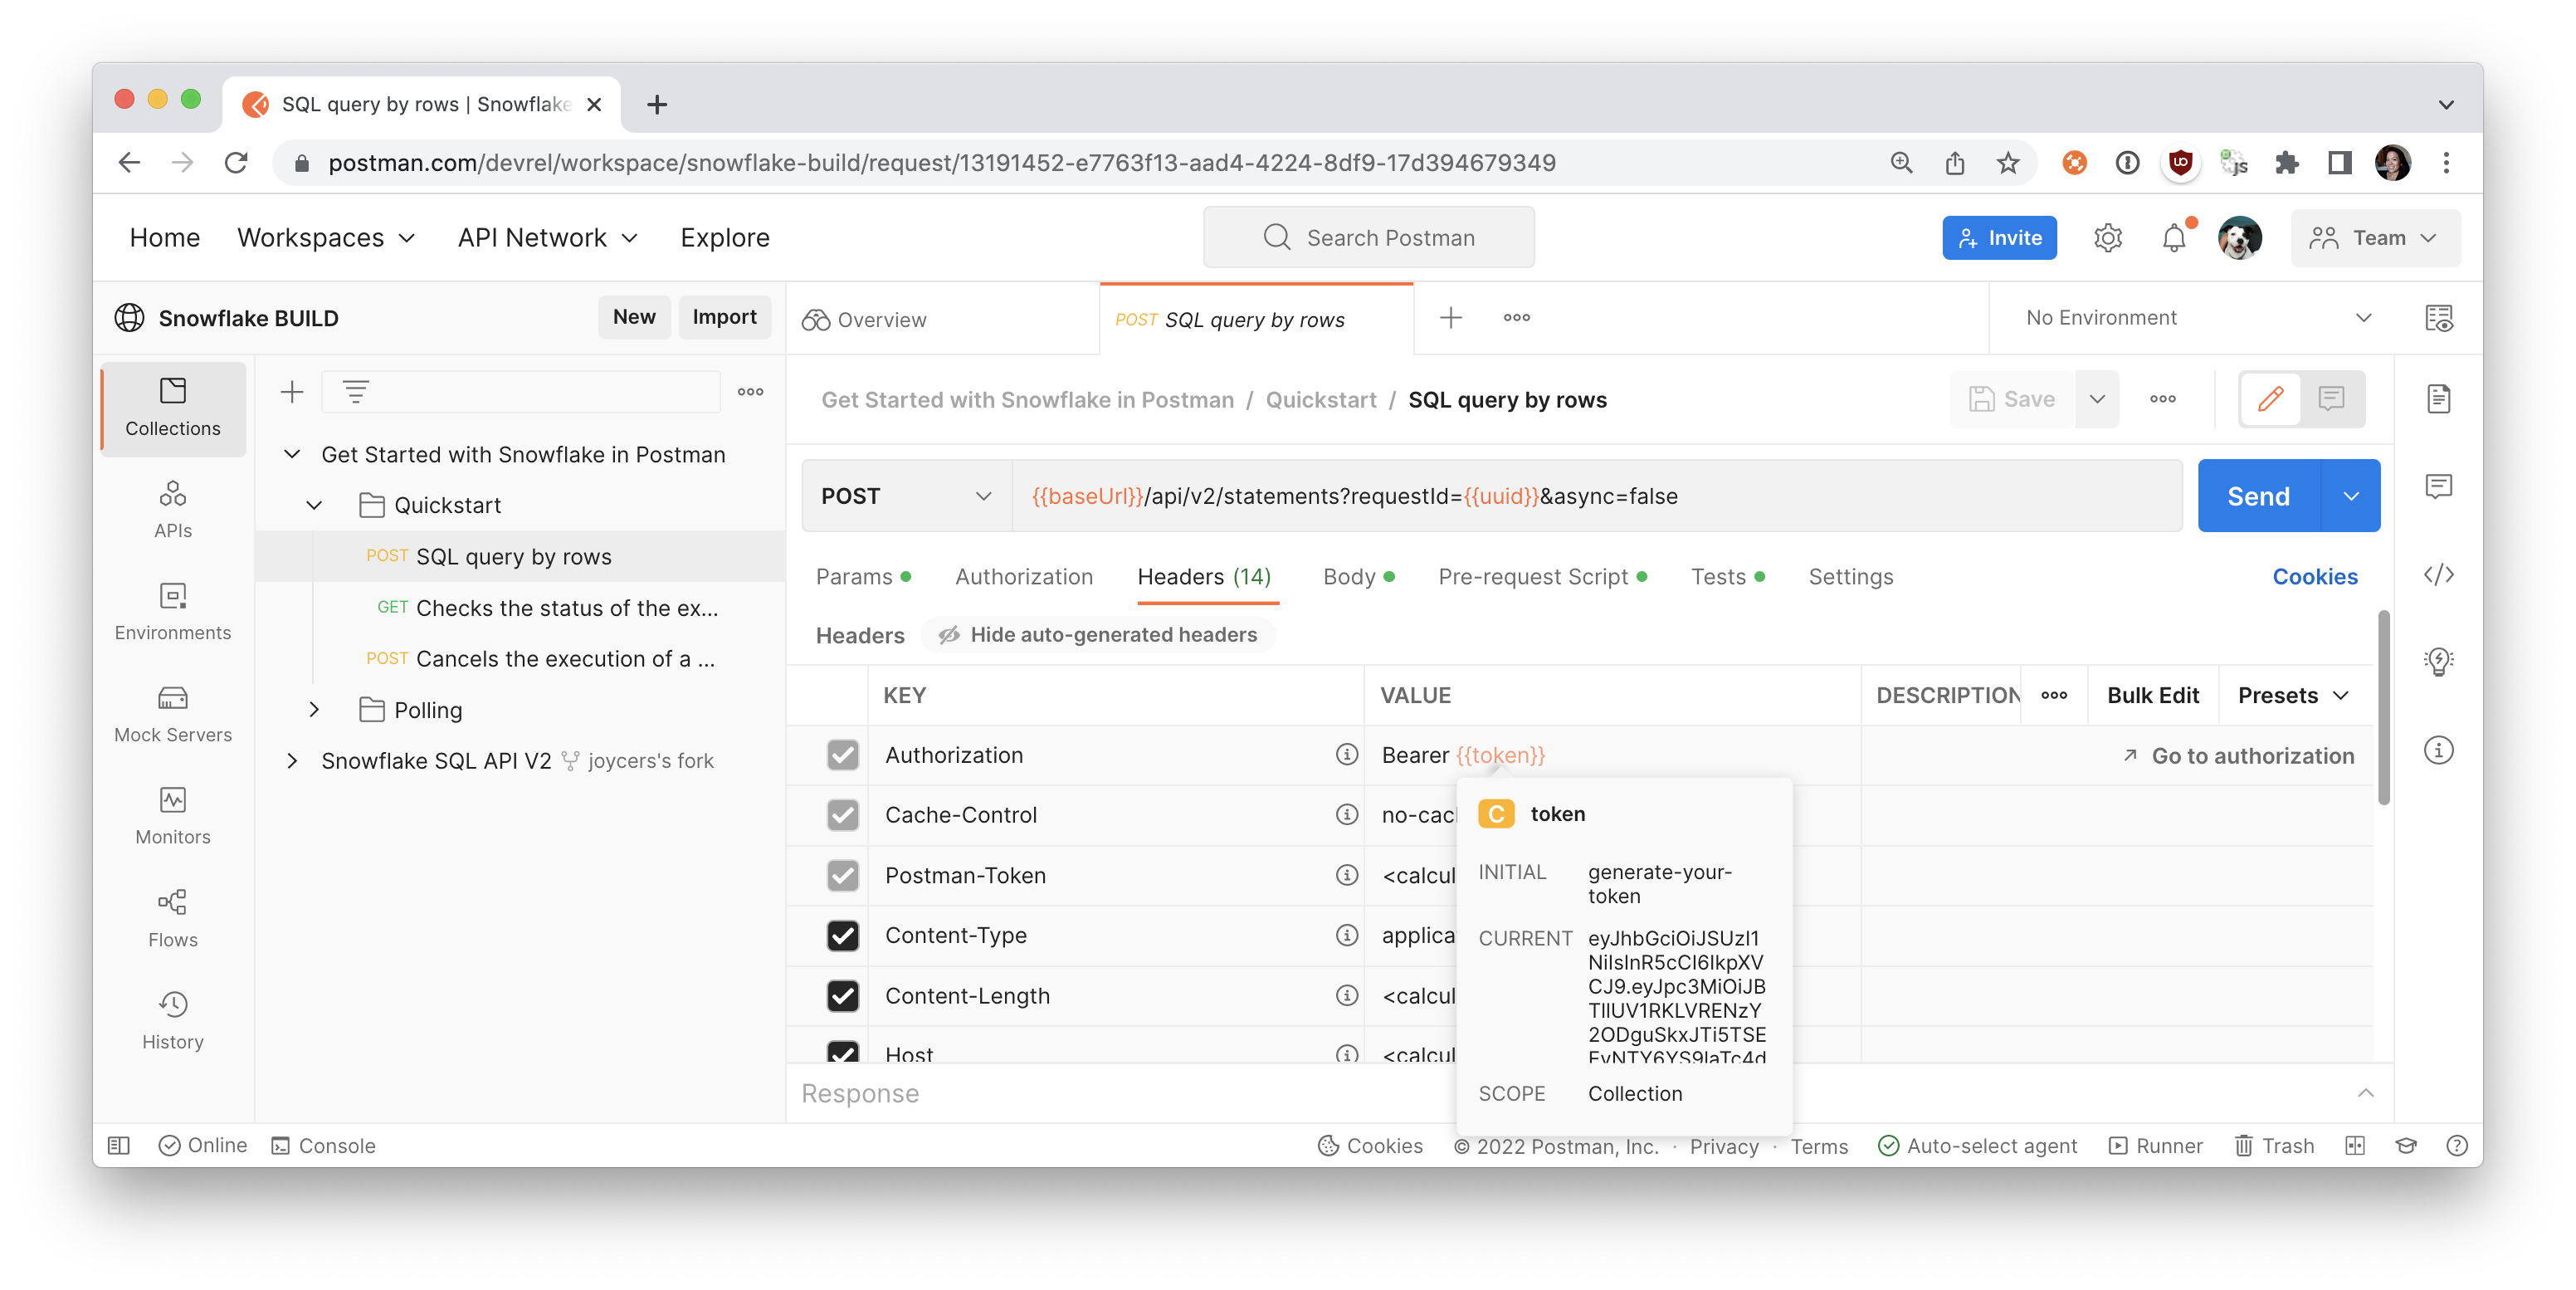 SQL query by rows | Snowflake
postman.com/devrel/workspace/snowflake-build/request/13191452-e7763f13-aad4-4224-8df9-17d394679349
Home Workspaces API Network Explore Search Postman Invite Team
Snowflake BUILD New Import
Overview POST SQL query by rows No Environment
Collections
APIs
Environments
Mock Servers
Monitors
Flows
History
Get Started with Snowflake in Postman
Quickstart
POST SQL query by rows
GET Checks the status of the ex...
POST Cancels the execution of a ...
Polling
Snowflake SQL API V2 joycers's fork
Get Started with Snowflake in Postman / Quickstart / SQL query by rows Save
POST {{baseUrl}}/api/v2/statements?requestId={{uuid}}&async=false Send
Params Authorization Headers (14) Body Pre-request Script Tests Settings Cookies
Headers Hide auto-generated headers
KEY VALUE DESCRIPTION Bulk Edit Presets
Authorization Bearer {{token}} Go to authorization
Cache-Control no-cac
Postman-Token <calcul
Content-Type applica
Content-Length <calcul
Host <calcul
C token
INITIAL generate-your-
token
CURRENT eyJhbGciOiJSUzI1
NiIsInR5cCI6IkpXV
CJ9.eyJpc3MiOiJB
TllUV1RKLVRENzY
2ODguSkxJTi5TSE
EyNTY6YS9laTc4d
SCOPE Collection
Response
Online Console Cookies © 2022 Postman, Inc. · Privacy · Terms Auto-select agent Runner Trash